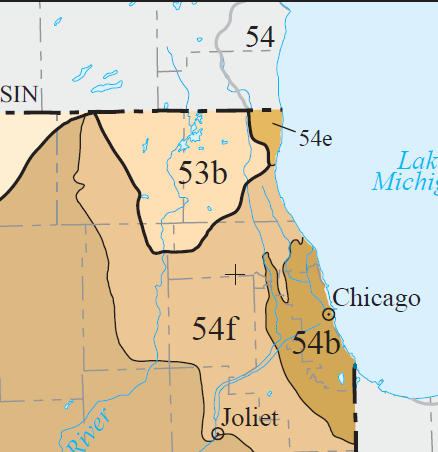 54
SIN
54e
Lak
Michig
53b
Chicago
54f
54b
Joliet
River